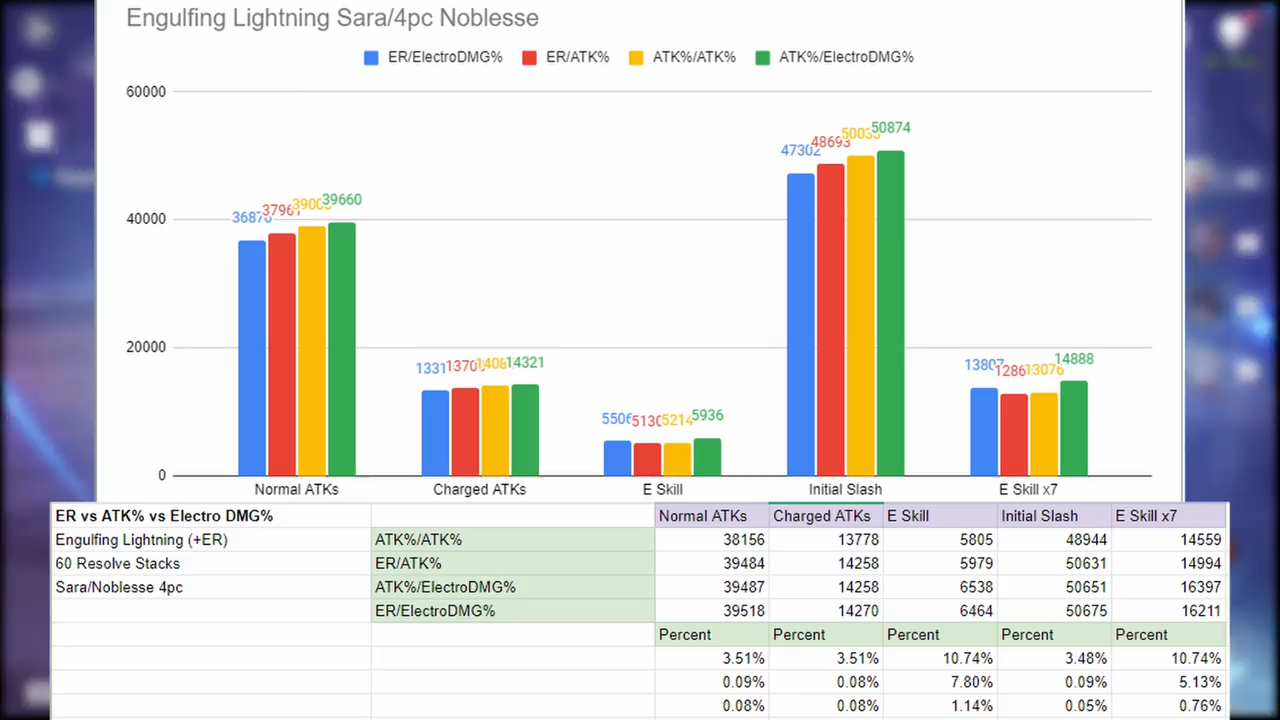 Engulfing Lightning Sara/4pc Noblesse
ER/ElectroDMG% ER/ATK% ATK%/ATK% ATK%/ElectroDMG%
60000
40000
20000
0
39660
14321
5936
50874
14888
47302
48693
13807
13076
5214
Normal ATKs Charged ATKs E Skill Initial Slash E Skill x7
ER vs ATK% vs Electro DMG% Normal ATKs Charged ATKs E Skill Initial Slash E Skill x7
Engulfing Lightning (+ER) ATK%/ATK% 38156 13778 5805 48944 14559
60 Resolve Stacks ER/ATK% 39484 14258 5979 50631 14994
Sara/Noblesse 4pc ATK%/ElectroDMG% 39487 14258 6538 50651 16397
ER/ElectroDMG% 39518 14270 6464 50675 16211
Percent Percent Percent Percent Percent
3.51% 3.51% 10.74% 3.48% 10.74%
0.09% 0.08% 7.80% 0.09% 5.13%
0.08% 0.08% 1.14% 0.05% 0.76%